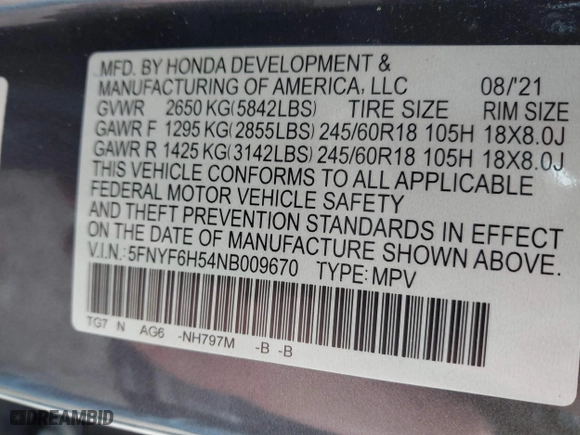 MFD. BY HONDA DEVELOPMENT &
MANUFACTURING OF AMERICA, LLC 08/'21
GVWR 2650 KG(5842LBS) TIRE SIZE RIM SIZE
GAWR F 1295 KG(2855LBS) 245/60R18 105H 18X8.0J
GAWR R 1425 KG(3142LBS) 245/60R18 105H 18X8.0J
THIS VEHICLE CONFORMS TO ALL APPLICABLE
FEDERAL MOTOR VEHICLE SAFETY
AND THEFT PREVENTION STANDARDS IN EFFECT
ON THE DATE OF MANUFACTURE SHOWN ABOVE.
V.I.N.: 5FNYF6H54NB009670 TYPE: MPV
TG7 N AG6 -NH797M -B -B
DREAMBID